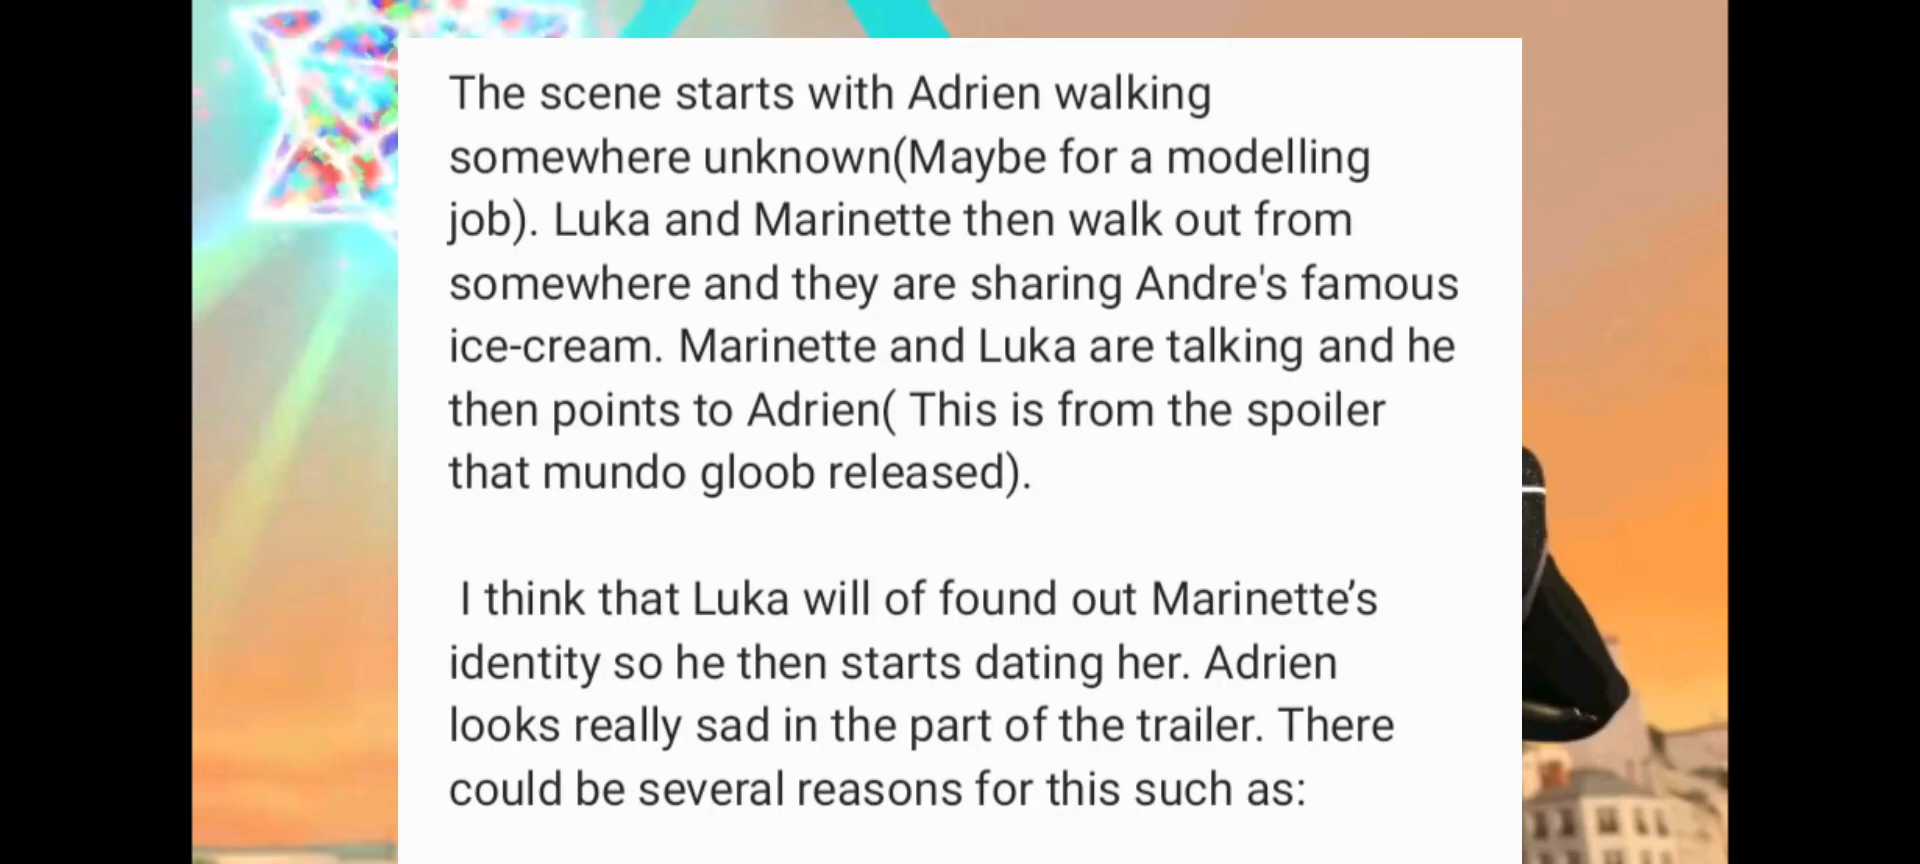 The scene starts with Adrien walking
somewhere unknown(Maybe for a modelling
job). Luka and Marinette then walk out from
somewhere and they are sharing Andre's famous
ice-cream. Marinette and Luka are talking and he
then points to Adrien( This is from the spoiler
that mundo gloob released).
I think that Luka will of found out Marinette’s
identity so he then starts dating her. Adrien
looks really sad in the part of the trailer. There
could be several reasons for this such as: